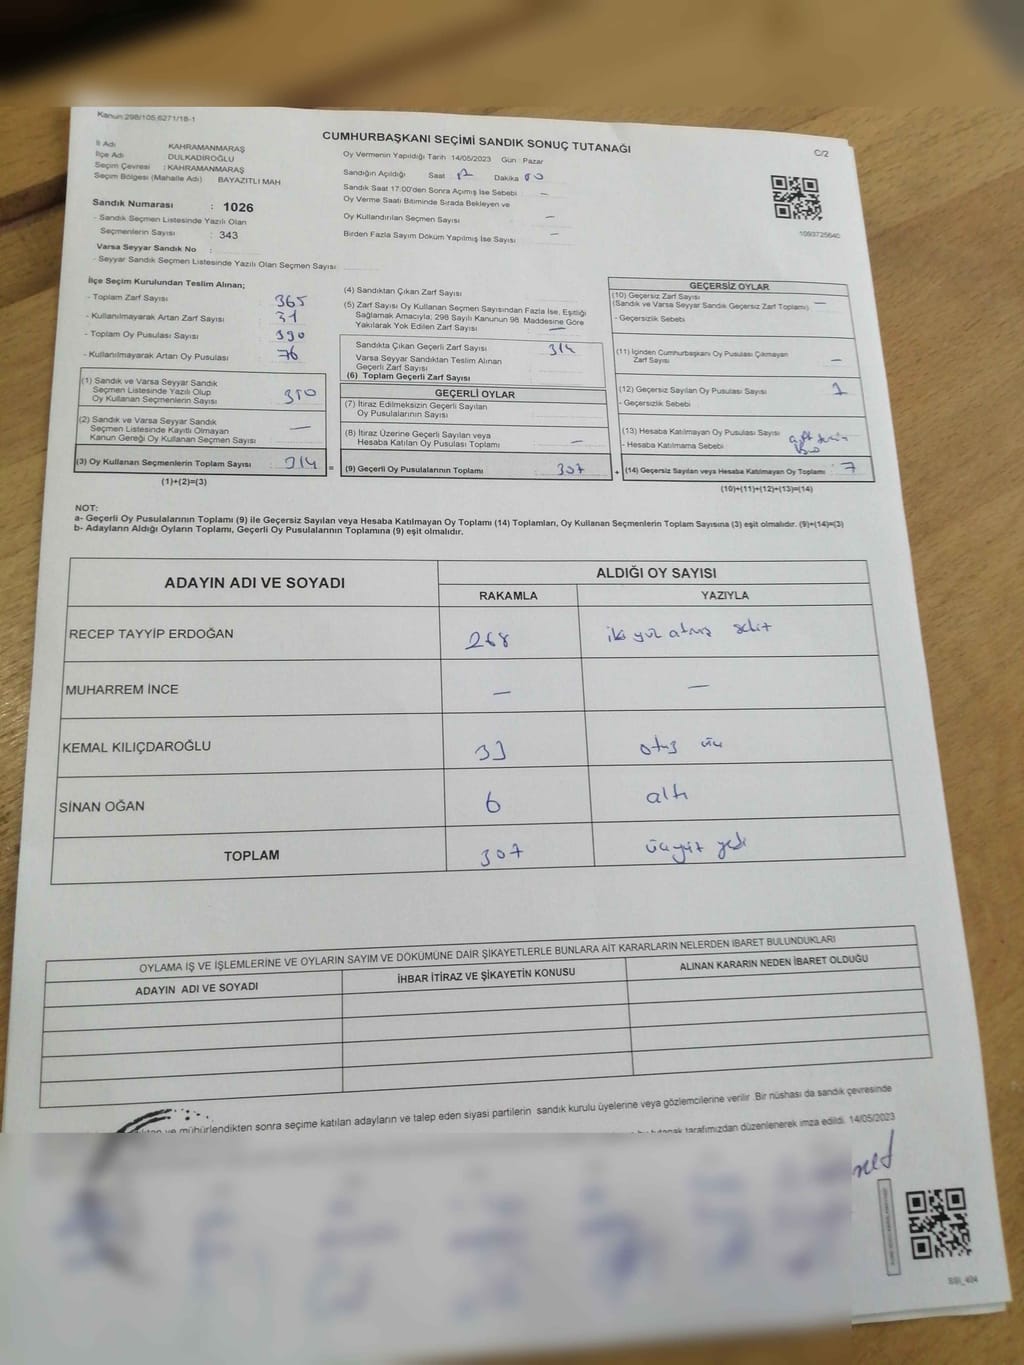 Kanun:298/105,6271/18-1
CUMHURBAŞKANI SEÇİMİ SANDIK SONUÇ TUTANAĞI
C/2
İl Adı KAHRAMANMARAŞ
İlçe Adı DULKADİROĞLU
Seçim Çevresi : KAHRAMANMARAŞ
Seçim Bölgesi (Mahalle Adı) BAYAZITLI MAH
Sandık Numarası : 1026
- Sandık Seçmen Listesinde Yazılı Olan
Seçmenlerin Sayısı : 343
Varsa Seyyar Sandık No :
- Seyyar Sandık Seçmen Listesinde Yazılı Olan Seçmen Sayısı
Oy Vermenin Yapıldığı Tarih 14/05/2023 Gün : Pazar
Sandığın Açıldığı Saat 17 Dakika 00
Sandık Saat 17:00'den Sonra Açımış İse Sebebi —
Oy Verme Saati Bitiminde Sırada Bekleyen ve
Oy Kullandırılan Seçmen Sayısı —
Birden Fazla Sayım Döküm Yapılmış İse Sayısı —
1093725640
İlçe Seçim Kurulundan Teslim Alınan;
- Toplam Zarf Sayısı 365
- Kullanılmayarak Artan Zarf Sayısı 31
- Toplam Oy Pusulası Sayısı 390
- Kullanılmayarak Artan Oy Pusulası 76
(1) Sandık ve Varsa Seyyar Sandık
Seçmen Listesinde Yazılı Olup
Oy Kullanan Seçmenlerin Sayısı
(2) Sandık ve Varsa Seyyar Sandık
Seçmen Listesinde Kayıtlı Olmayan
Kanun Gereği Oy Kullanan Seçmen Sayısı —
(3) Oy Kullanan Seçmenlerin Toplam Sayısı 314 =
(1)+(2)=(3)
(4) Sandıktan Çıkan Zarf Sayısı
(5) Zarf Sayısı Oy Kullanan Seçmen Sayısından Fazla İse, Eşitliği
Sağlamak Amacıyla; 298 Sayılı Kanunun 98. Maddesine Göre
Yakılarak Yok Edilen Zarf Sayısı —
Sandıkta Çıkan Geçerli Zarf Sayısı 314
Varsa Seyyar Sandıktan Teslim Alınan
Geçerli Zarf Sayısı
(6) Toplam Geçerli Zarf Sayısı
GEÇERLİ OYLAR
(7) İtiraz Edilmeksizin Geçerli Sayılan
Oy Pusulalarının Sayısı
(8) İtiraz Üzerine Geçerli Sayılan veya
Hesaba Katılan Oy Pusulası Toplamı —
(9) Geçerli Oy Pusulalarının Toplamı 307 +
GEÇERSİZ OYLAR
(10) Geçersiz Zarf Sayısı —
(Sandık ve Varsa Seyyar Sandık Geçersiz Zarf Toplamı)
- Geçersizlik Sebebi
(11) İçinden Cumhurbaşkanı Oy Pusulası Çıkmayan
Zarf Sayısı —
(12) Geçersiz Sayılan Oy Pusulası Sayısı
- Geçersizlik Sebebi
(13) Hesaba Katılmayan Oy Pusulası Sayısı
- Hesaba Katılmama Sebebi
(14) Geçersiz Sayılan veya Hesaba Katılmayan Oy Toplamı : 7
(10)+(11)+(12)+(13)=(14)
NOT:
a- Geçerli Oy Pusulalarının Toplamı (9) ile Geçersiz Sayılan veya Hesaba Katılmayan Oy Toplamı (14) Toplamları, Oy Kullanan Seçmenlerin Toplam Sayısına (3) eşit olmalıdır. (9)+(14)=(3)
b- Adayların Aldığı Oyların Toplamı, Geçerli Oy Pusulalarının Toplamına (9) eşit olmalıdır.
ADAYIN ADI VE SOYADI ALDIĞI OY SAYISI
RAKAMLA YAZIYLA
RECEP TAYYİP ERDOĞAN 268 iki yüz atmış sekiz
MUHARREM İNCE — —
KEMAL KILIÇDAROĞLU 33 otuz üç
SİNAN OĞAN 6 altı
TOPLAM 307 üçyüz yedi
OYLAMA İŞ VE İŞLEMLERİNE VE OYLARIN SAYIM VE DÖKÜMÜNE DAİR ŞİKAYETLERLE BUNLARA AİT KARARLARIN NELERDEN İBARET BULUNDUKLARI
ADAYIN ADI VE SOYADI İHBAR İTİRAZ VE ŞİKAYETİN KONUSU ALINAN KARARIN NEDEN İBARET OLDUĞU
ve mühürlendikten sonra seçime katılan adayların ve talep eden siyasi partilerin sandık kurulu üyelerine veya gözlemcilerine verilir. Bir nüshası da sandık çevresinde
tutanak tarafımızdan düzenlenerek imza edildi. 14/05/2023